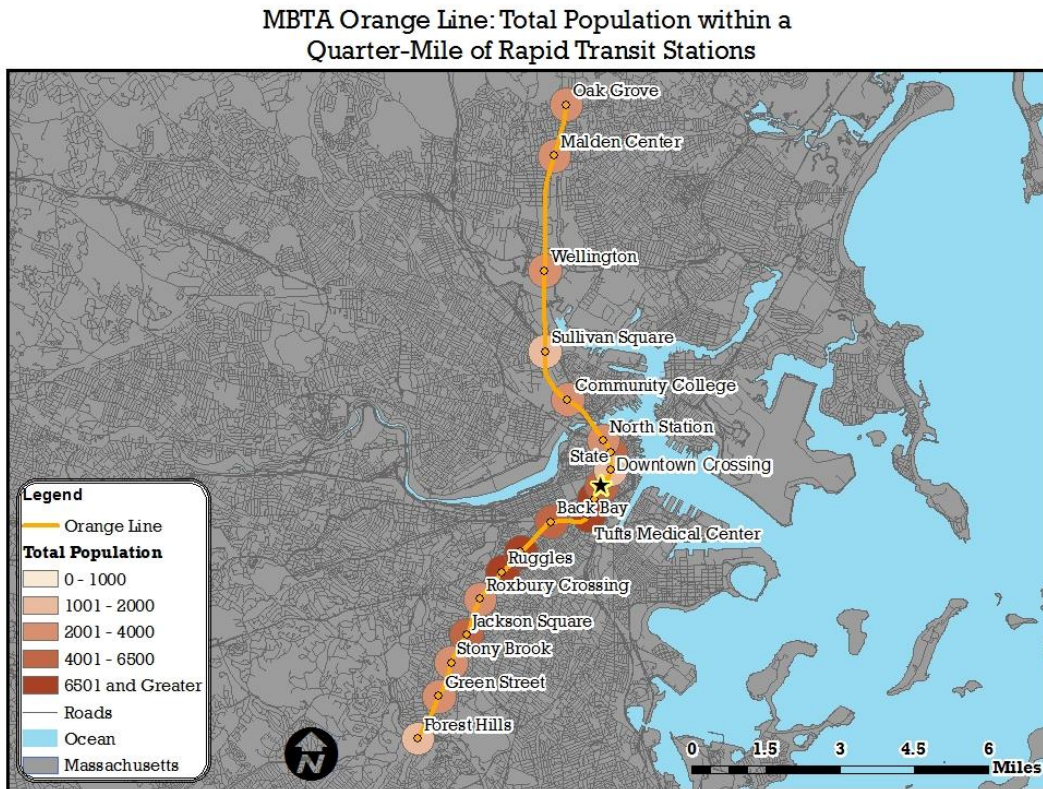 MBTA Orange Line: Total Population within a
Quarter-Mile of Rapid Transit Stations
Oak Grove
Malden Center
Wellington
Sullivan Square
Community College
North Station
State
Downtown Crossing
Back Bay
Tufts Medical Center
Ruggles
Roxbury Crossing
Jackson Square
Stony Brook
Green Street
Forest Hills
Legend
Orange Line
Total Population
0 - 1000
1001 - 2000
2001 - 4000
4001 - 6500
6501 and Greater
Roads
Ocean
Massachusetts
N
0 1.5 3 4.5 6
Miles